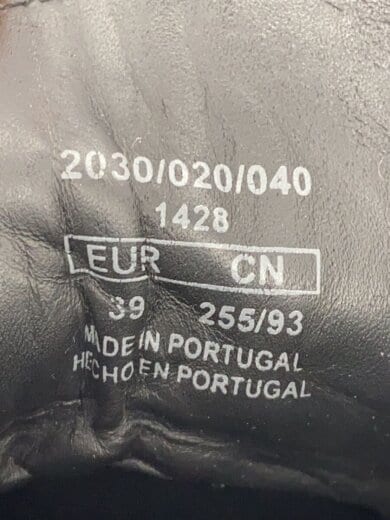 2030/020/040
1428
EUR CN
39 255/93
MADE IN PORTUGAL
HECHO EN PORTUGAL